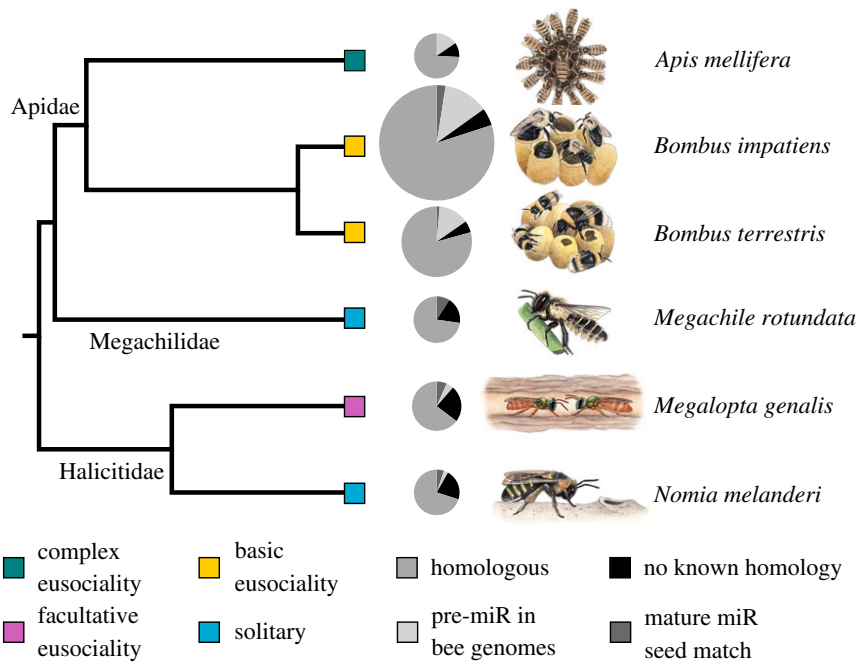 Apidae
Apis mellifera
Bombus impatiens
Bombus terrestris
Megachilidae
Megachile rotundata
Megalopta genalis
Halicitidae
Nomia melanderi
complex
eusociality
basic
eusociality
homologous
no known homology
facultative
eusociality
solitary
pre-miR in
bee genomes
mature miR
seed match